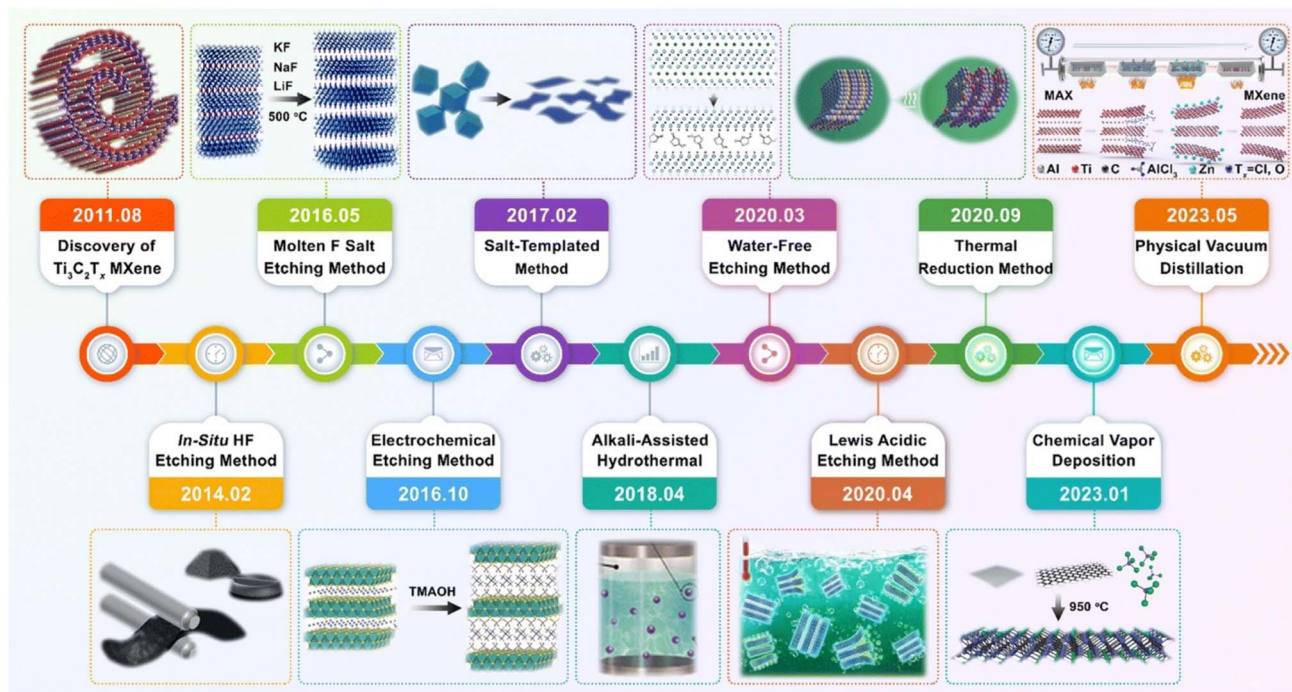 KF
NaF
LiF
500 °C
MAX
MXene
Al Ti C AlCl₃ Zn Tₓ=Cl, O
2011.08
Discovery of
Ti₃C₂Tₓ MXene
2016.05
Molten F Salt
Etching Method
2017.02
Salt-Templated
Method
2020.03
Water-Free
Etching Method
2020.09
Thermal
Reduction Method
2023.05
Physical Vacuum
Distillation
In-Situ HF
Etching Method
2014.02
Electrochemical
Etching Method
2016.10
Alkali-Assisted
Hydrothermal
2018.04
Lewis Acidic
Etching Method
2020.04
Chemical Vapor
Deposition
2023.01
TMAOH
950 °C